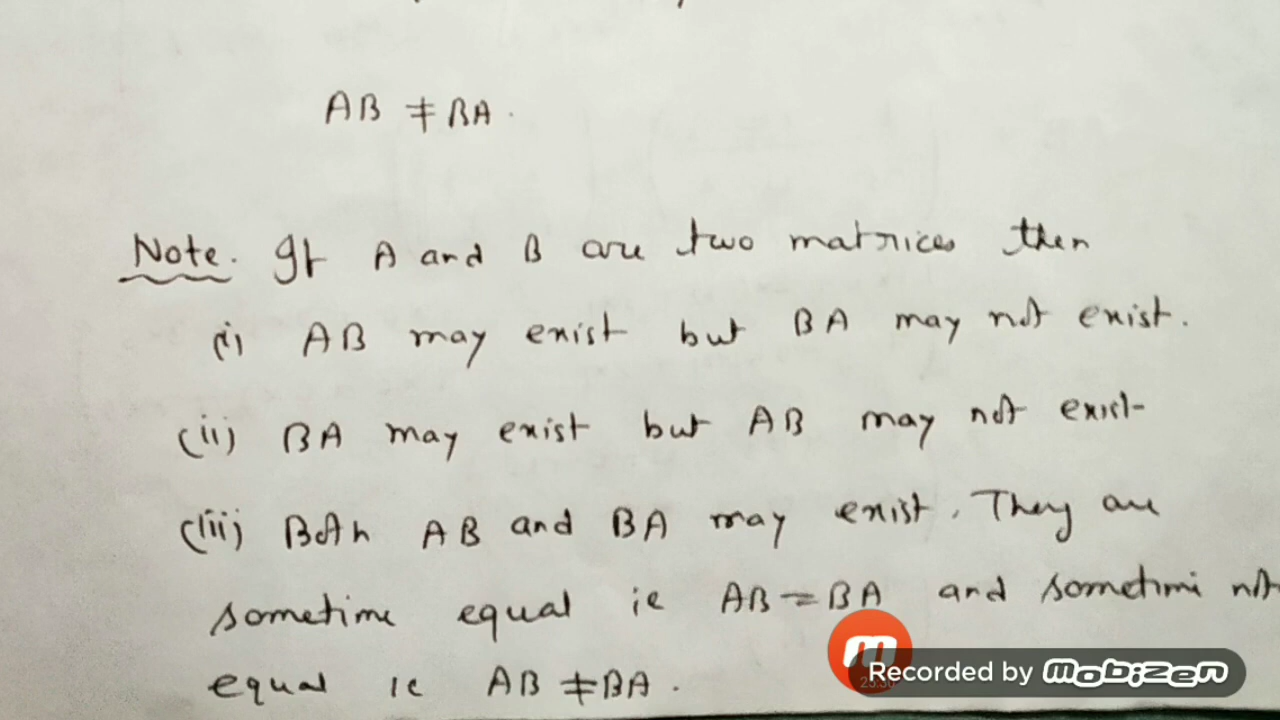 AB ≠ BA.
Note. If A and B are two matrices then
(i) AB may exist but BA may not exist.
(ii) BA may exist but AB may not exist
(iii) Both AB and BA may exist. They are
sometime equal ie AB = BA and sometime not
equal ie AB ≠ BA.
Recorded by mobizen